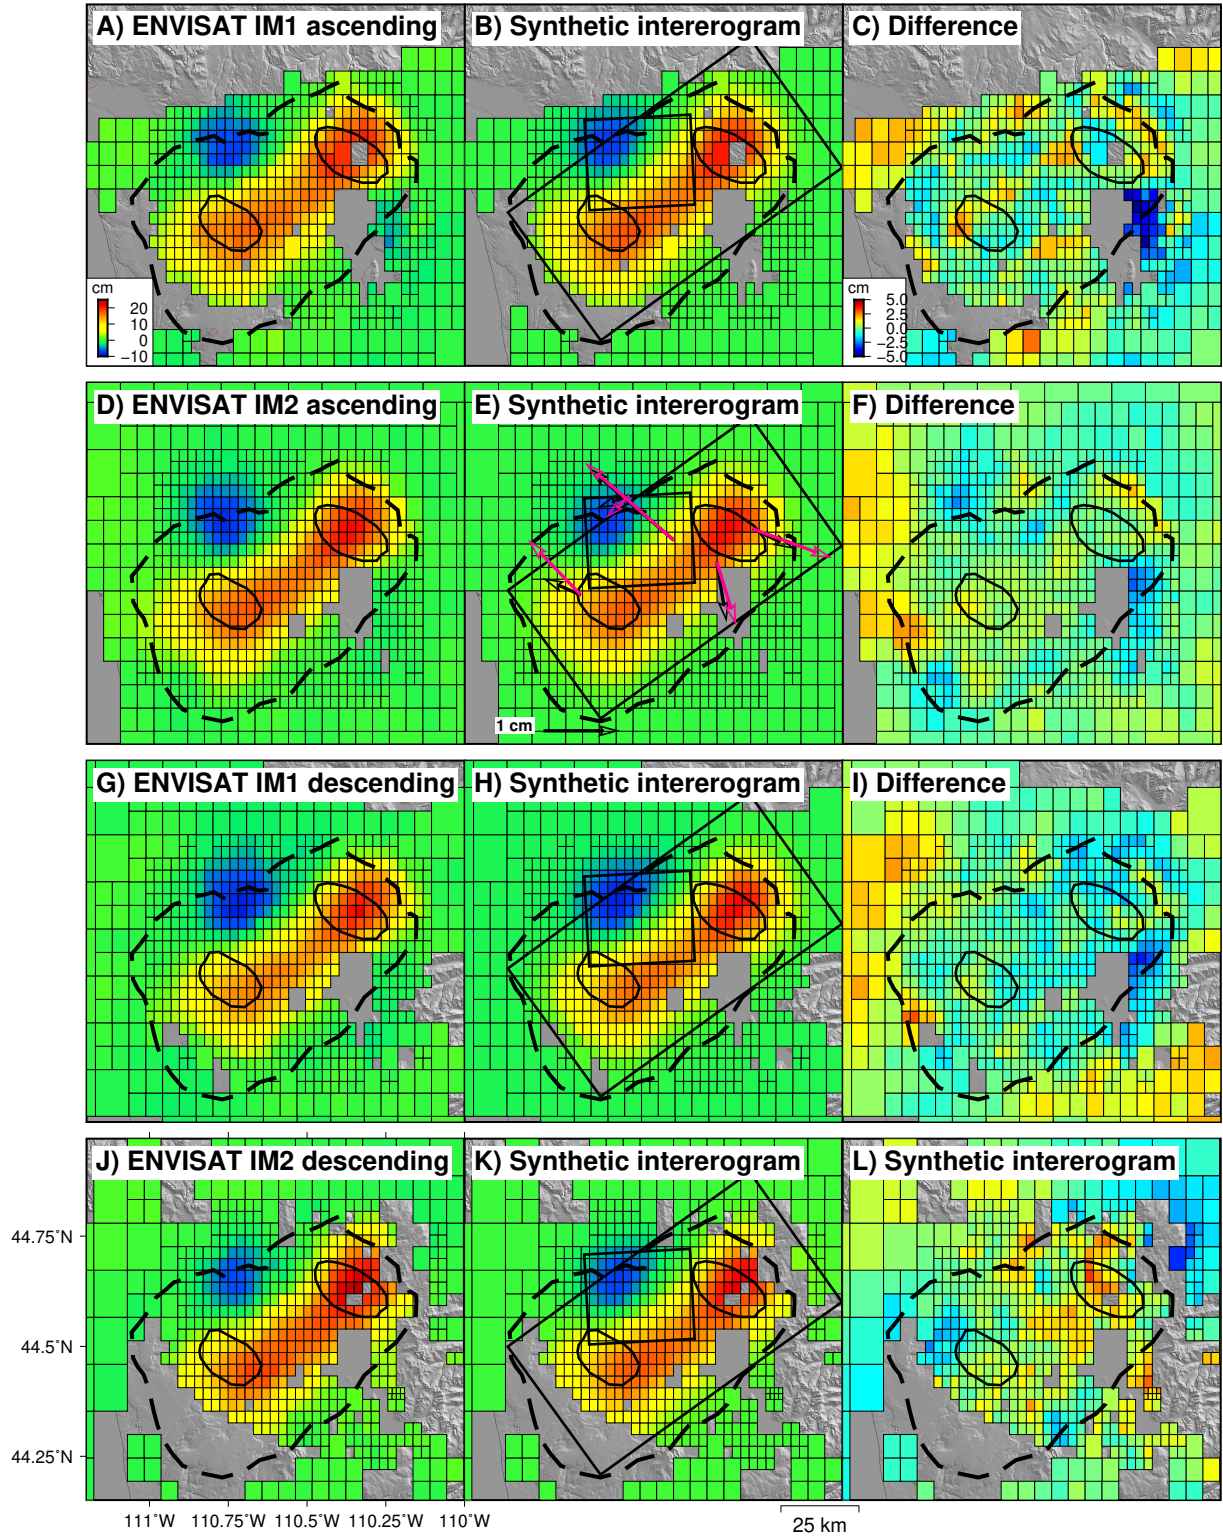 A) ENVISAT IM1 ascending
B) Synthetic intererogram
C) Difference
cm
20
10
0
−10
cm
5.0
2.5
0.0
−2.5
−5.0
D) ENVISAT IM2 ascending
E) Synthetic intererogram
F) Difference
1 cm
G) ENVISAT IM1 descending
H) Synthetic intererogram
I) Difference
J) ENVISAT IM2 descending
K) Synthetic intererogram
L) Synthetic intererogram
44.75°N
44.5°N
44.25°N
111°W 110.75°W 110.5°W 110.25°W 110°W
25 km